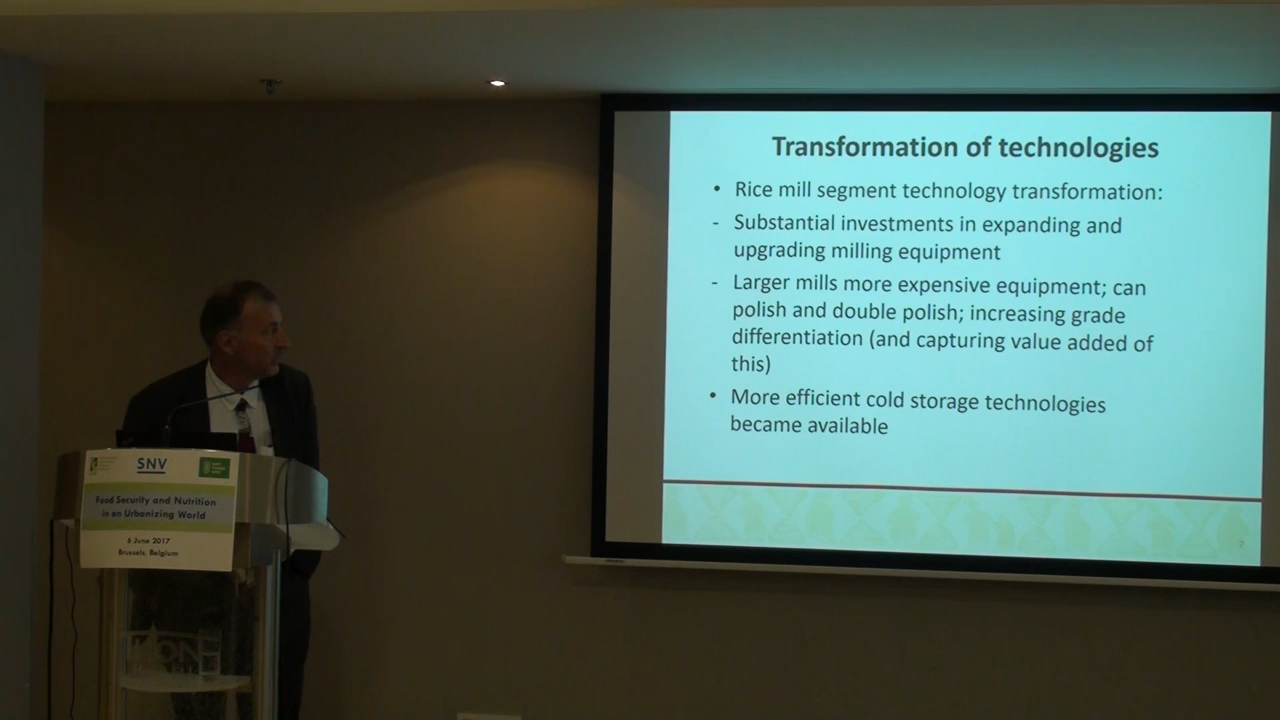 Transformation of technologies
• Rice mill segment technology transformation:
- Substantial investments in expanding and
upgrading milling equipment
- Larger mills more expensive equipment; can
polish and double polish; increasing grade
differentiation (and capturing value added of
this)
• More efficient cold storage technologies
became available
7
SNV
Food Security and Nutrition
in an Urbanizing World
6 June 2017
Brussels, Belgium